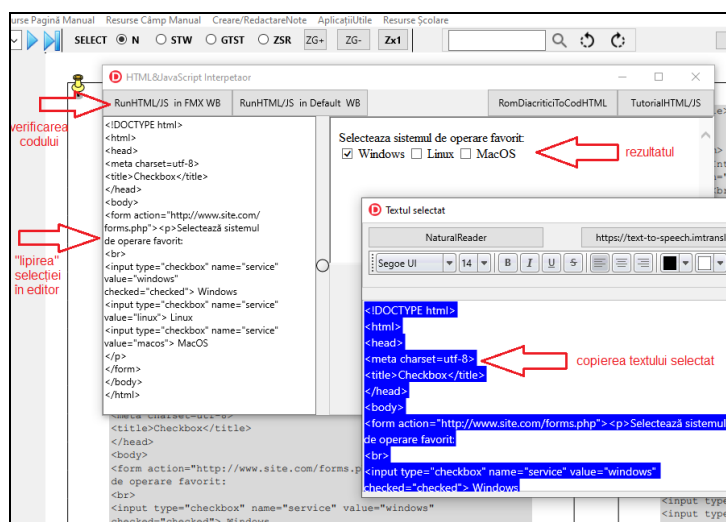 urse Pagină Manual Resurse Câmp Manual Creare/RedactareNote AplicațiiUtile Resurse Școlare
SELECT N STW GTST ZSR ZG+ ZG- Zx1
HTML&JavaScript Interpetaor
RunHTML/JS in FMX WB RunHTML/JS in Default WB RomDiacriticiToCodHTML TutorialHTML/JS
verificarea
codului
<!DOCTYPE html>
<html>
<head>
<meta charset=utf-8>
<title>Checkbox</title>
</head>
<body>
<form action="http://www.site.com/
forms.php"><p>Selectează sistemul
de operare favorit:
<br>
<input type="checkbox" name="service"
value="windows"
checked="checked"> Windows
<input type="checkbox" name="service"
value="linux"> Linux
<input type="checkbox" name="service"
value="macos"> MacOS
</p>
</form>
</body>
</html>
"lipirea"
selecției
în editor
Selecteaza sistemul de operare favorit:
Windows Linux MacOS
rezultatul
Textul selectat
NaturalReader https://text-to-speech.imtransl
Segoe UI 14 B I U S
<!DOCTYPE html>
<html>
<head>
<meta charset=utf-8>
<title>Checkbox</title>
</head>
<body>
<form action="http://www.site.com/forms.php"><p>Selectează sistemul
de operare favorit:
<br>
<input type="checkbox" name="service" value="windows"
checked="checked"> Windows
copierea textului selectat
<meta charset=utf-8>
<title>Checkbox</title>
</head>
<body>
<form action="http://www.site.com/forms.p
de operare favorit:
<br>
<input type="checkbox" name="service" value="windows"
checked="checked"> Windows
<input type
<input type